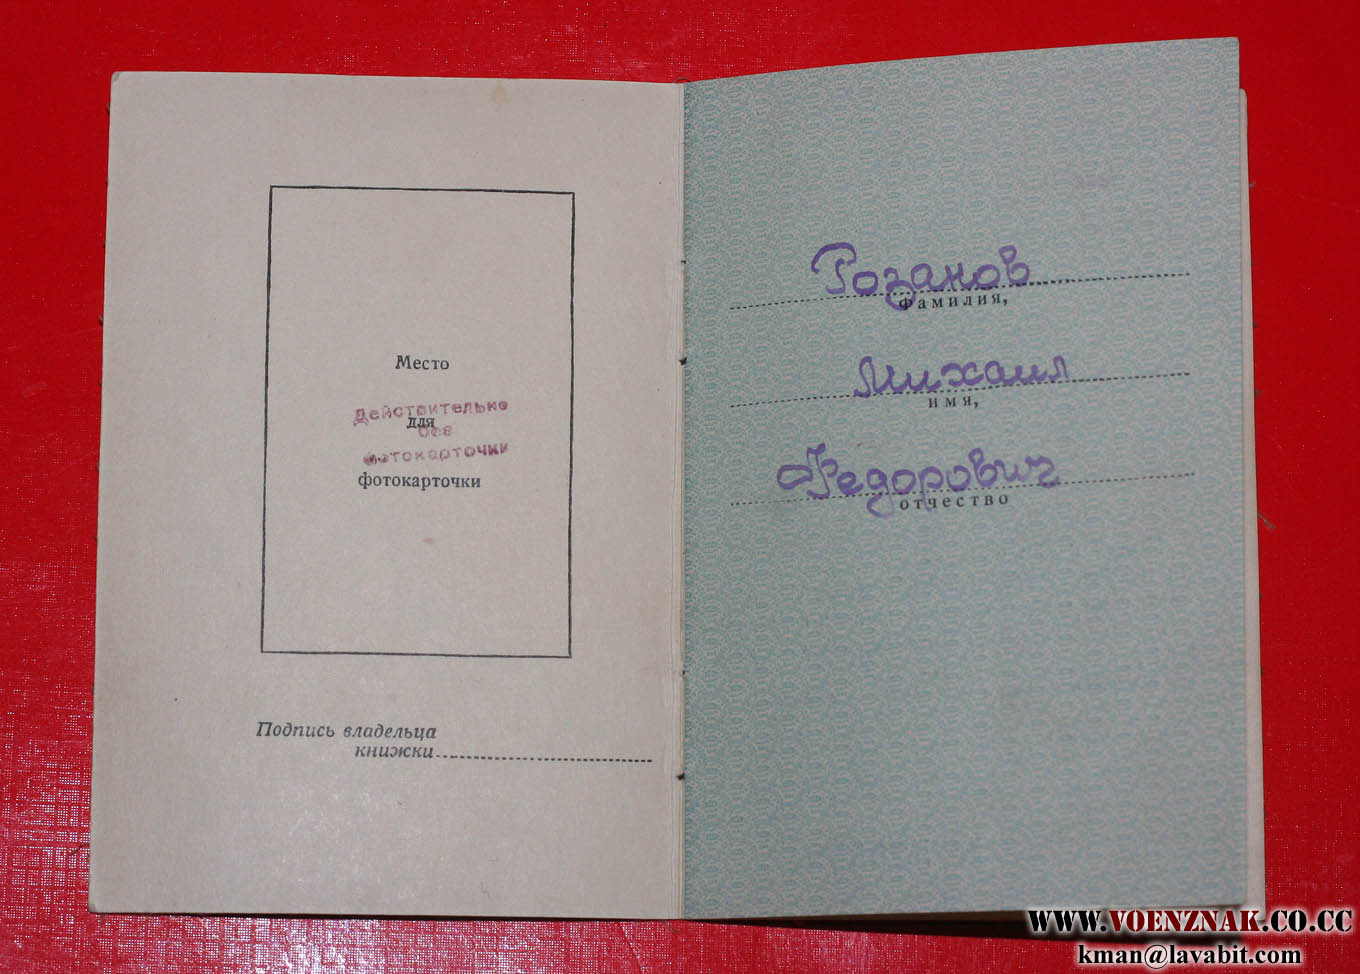 Место
Действительно
для
без
фотокарточки
фотокарточки
Подпись владельца
книжки
Розанов
фамилия,
Михаил
имя,
Федорович
отчество
WWW.VOENZNAK.CO.CC
kman@lavabit.com